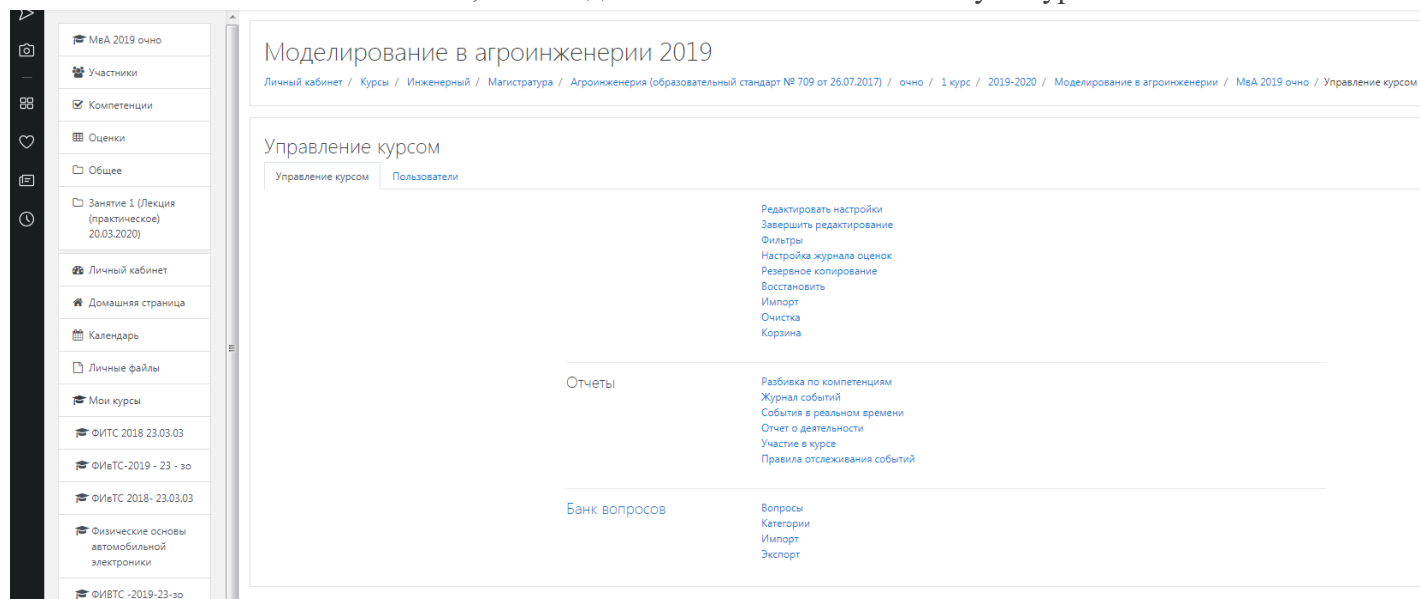 МвА 2019 очно
Участники
Компетенции
Оценки
Общее
Занятие 1 (Лекция
(практическое)
20.03.2020)
Личный кабинет
Домашняя страница
Календарь
Личные файлы
Мои курсы
ФИТС 2018 23.03.03
ФИвТС-2019 - 23 - зо
ФИвТС 2018- 23.03.03
Физические основы
автомобильной
электроники
ФИВТС -2019-23-зо
Моделирование в агроинженерии 2019
Личный кабинет / Курсы / Инженерный / Магистратура / Агроинженерия (образовательный стандарт № 709 от 26.07.2017) / очно / 1 курс / 2019-2020 / Моделирование в агроинженерии / МвА 2019 очно / Управление курсом
Управление курсом
Управление курсом Пользователи
Редактировать настройки
Завершить редактирование
Фильтры
Настройка журнала оценок
Резервное копирование
Восстановить
Импорт
Очистка
Корзина
Отчеты
Разбивка по компетенциям
Журнал событий
События в реальном времени
Отчет о деятельности
Участие в курсе
Правила отслеживания событий
Банк вопросов
Вопросы
Категории
Импорт
Экспорт